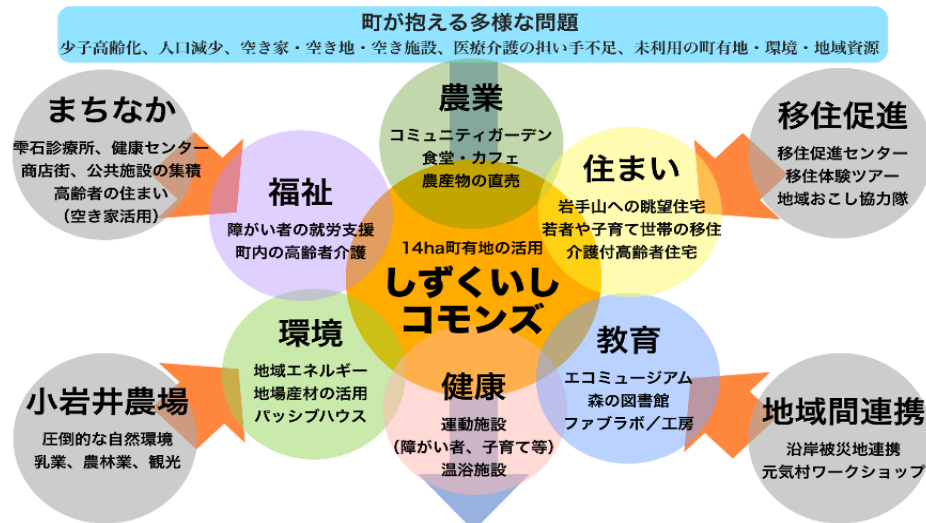 町が抱える多様な問題
少子高齢化、人口減少、空き家・空き地・空き施設、医療介護の担い手不足、未利用の町有地・環境・地域資源
まちなか
雫石診療所、健康センター
商店街、公共施設の集積
高齢者の住まい
（空き家活用）
農業
コミュニティガーデン
食堂・カフェ
農産物の直売
移住促進
移住促進センター
移住体験ツアー
地域おこし協力隊
福祉
障がい者の就労支援
町内の高齢者介護
住まい
岩手山への眺望住宅
若者や子育て世帯の移住
介護付高齢者住宅
14ha町有地の活用
しずくいし
コモンズ
環境
地域エネルギー
地場産材の活用
パッシブハウス
教育
エコミュージアム
森の図書館
ファブラボ／工房
健康
運動施設
（障がい者、子育て等）
温浴施設
小岩井農場
圧倒的な自然環境
乳業、農林業、観光
地域間連携
沿岸被災地連携
元気村ワークショップ